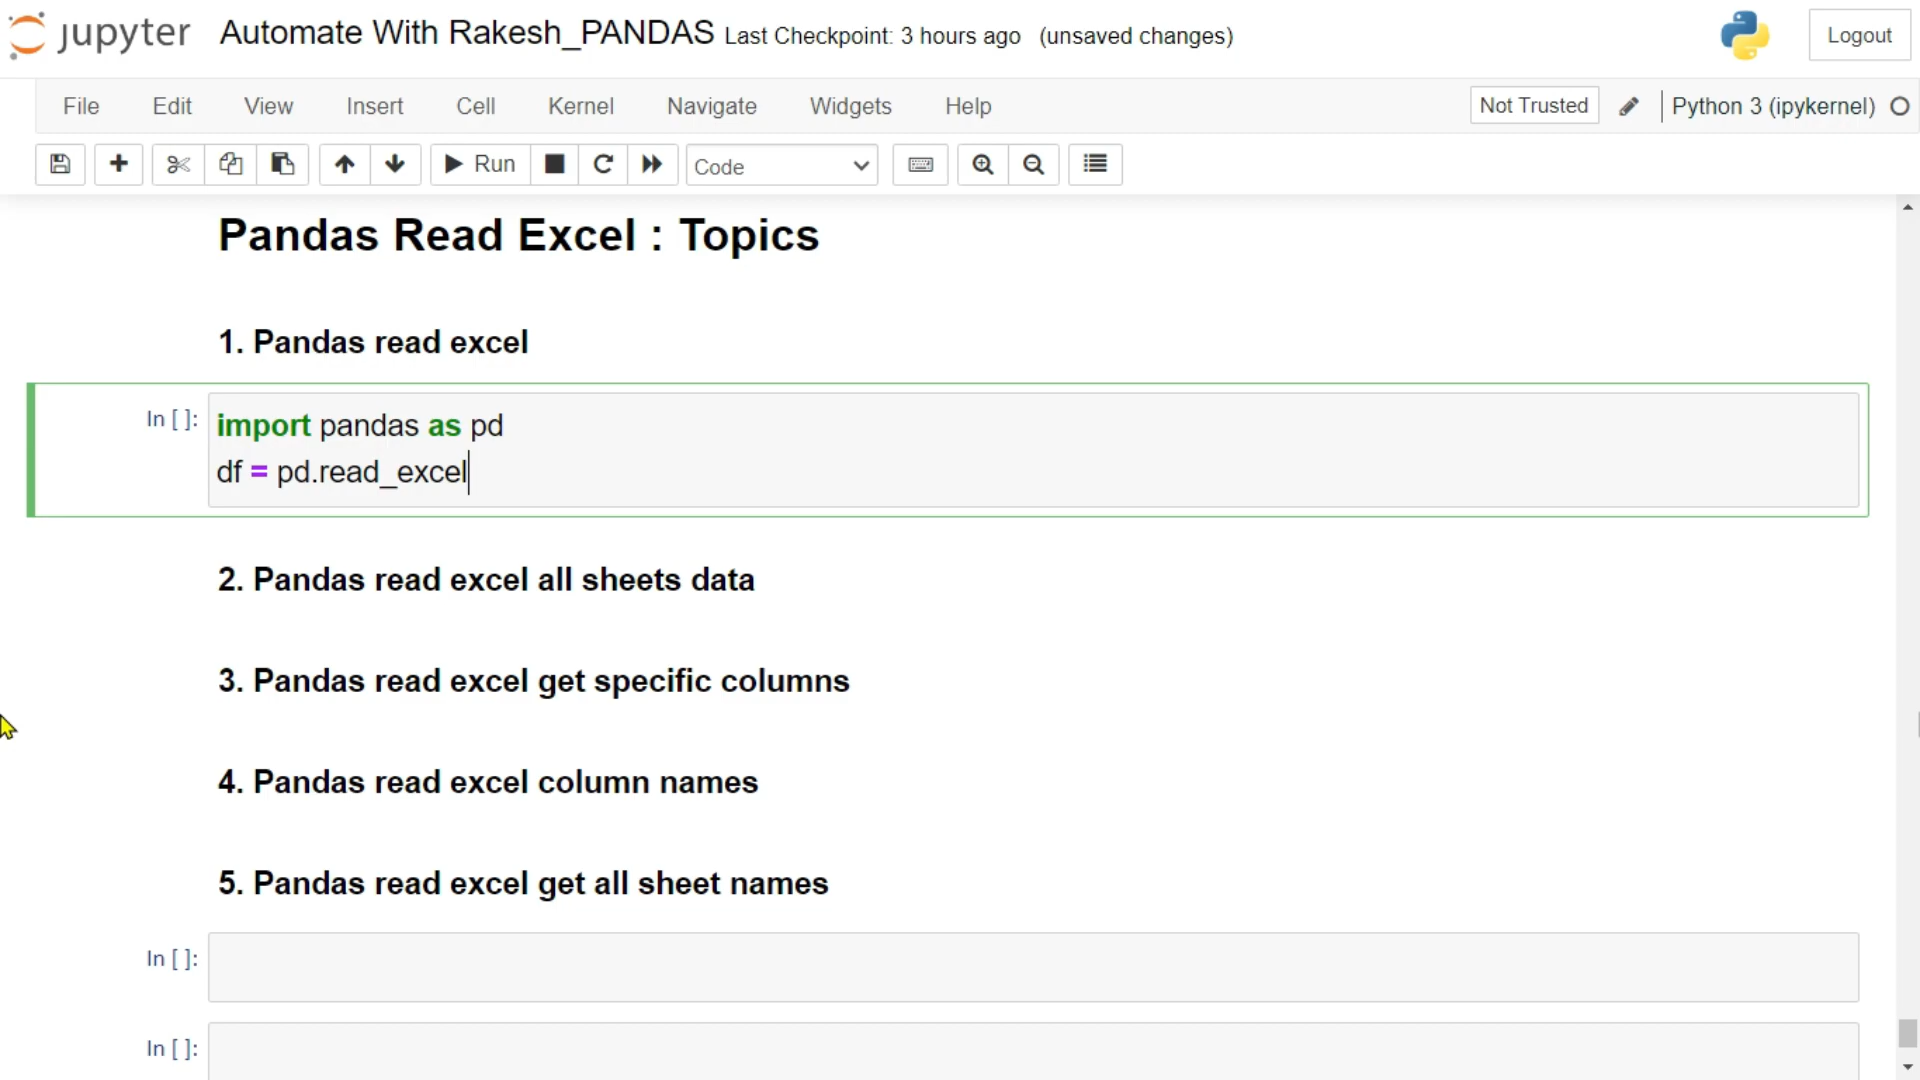 jupyter Automate With Rakesh_PANDAS Last Checkpoint: 3 hours ago (unsaved changes) Logout
File Edit View Insert Cell Kernel Navigate Widgets Help Not Trusted Python 3 (ipykernel)
Run Code
Pandas Read Excel : Topics
1. Pandas read excel
In [ ]: import pandas as pd
df = pd.read_excel
2. Pandas read excel all sheets data
3. Pandas read excel get specific columns
4. Pandas read excel column names
5. Pandas read excel get all sheet names
In [ ]:
In [ ]: